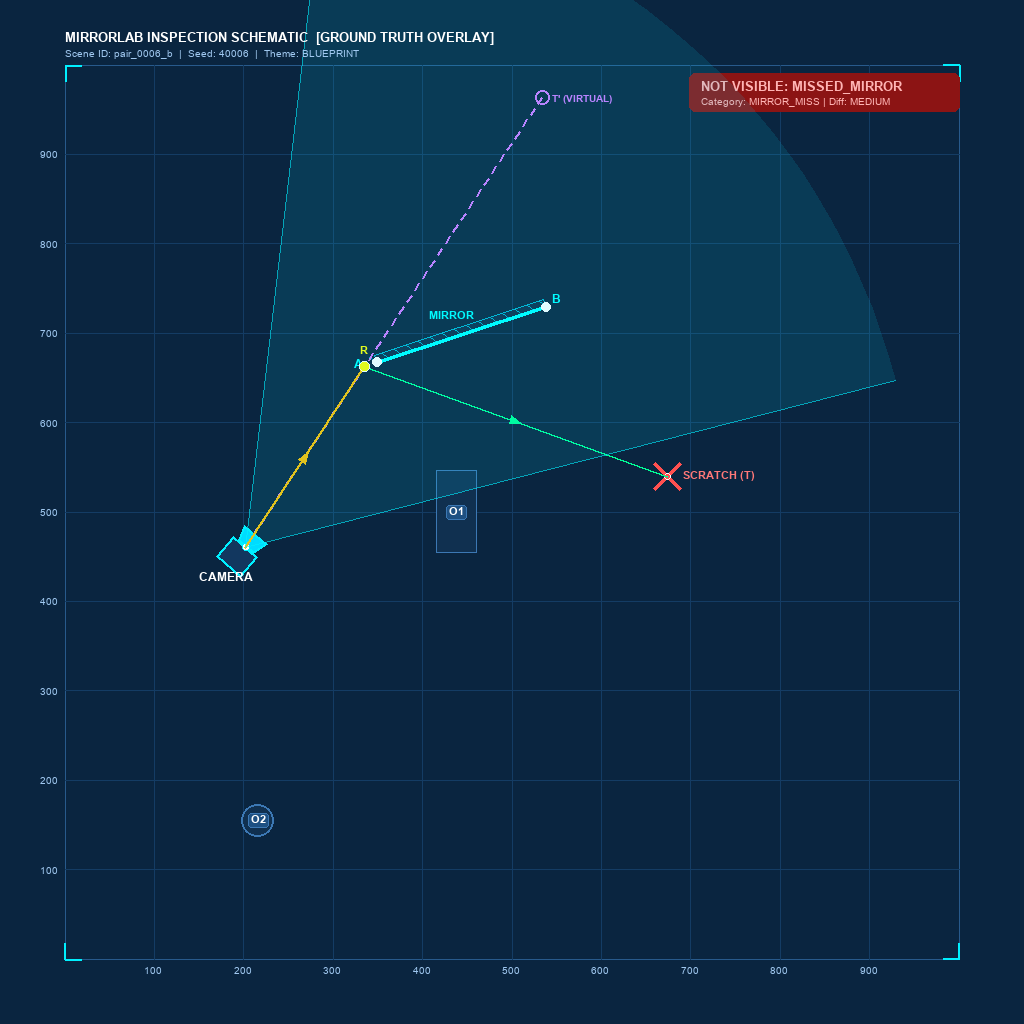 MIRRORLAB INSPECTION SCHEMATIC [GROUND TRUTH OVERLAY]
Scene ID: pair_0006_b | Seed: 40006 | Theme: BLUEPRINT
NOT VISIBLE: MISSED_MIRROR
Category: MIRROR_MISS | Diff: MEDIUM
T' (VIRTUAL)
900
800
B
MIRROR
700
R
A
600
SCRATCH (T)
O1
500
CAMERA
400
300
200
O2
100
100 200 300 400 500 600 700 800 900